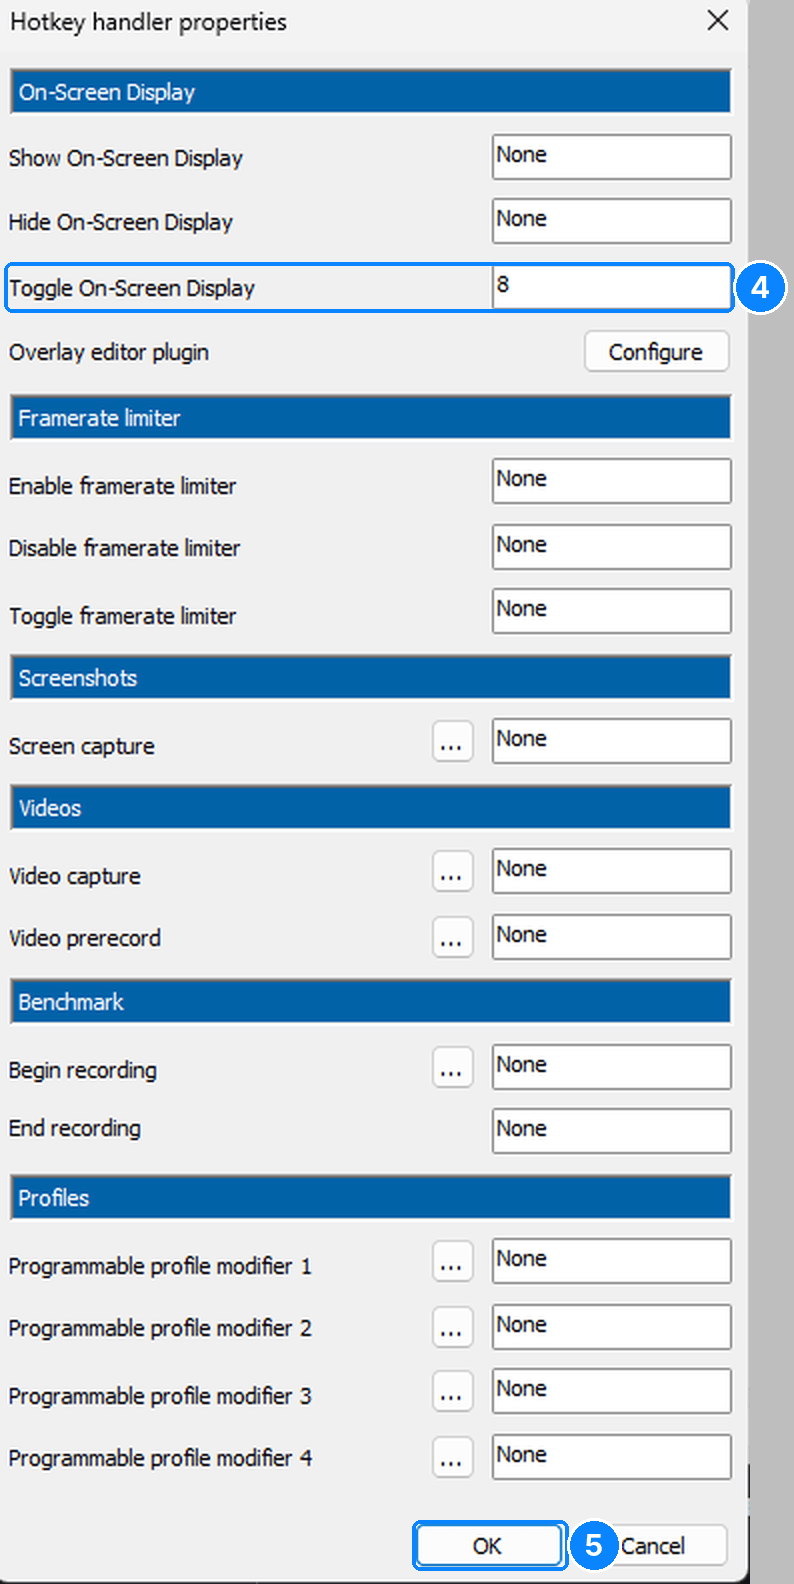 Hotkey handler properties
On-Screen Display
Show On-Screen Display None
Hide On-Screen Display None
Toggle On-Screen Display 8 4
Overlay editor plugin Configure
Framerate limiter
Enable framerate limiter None
Disable framerate limiter None
Toggle framerate limiter None
Screenshots
Screen capture ... None
Videos
Video capture ... None
Video prerecord ... None
Benchmark
Begin recording ... None
End recording None
Profiles
Programmable profile modifier 1 ... None
Programmable profile modifier 2 ... None
Programmable profile modifier 3 ... None
Programmable profile modifier 4 ... None
OK 5 Cancel